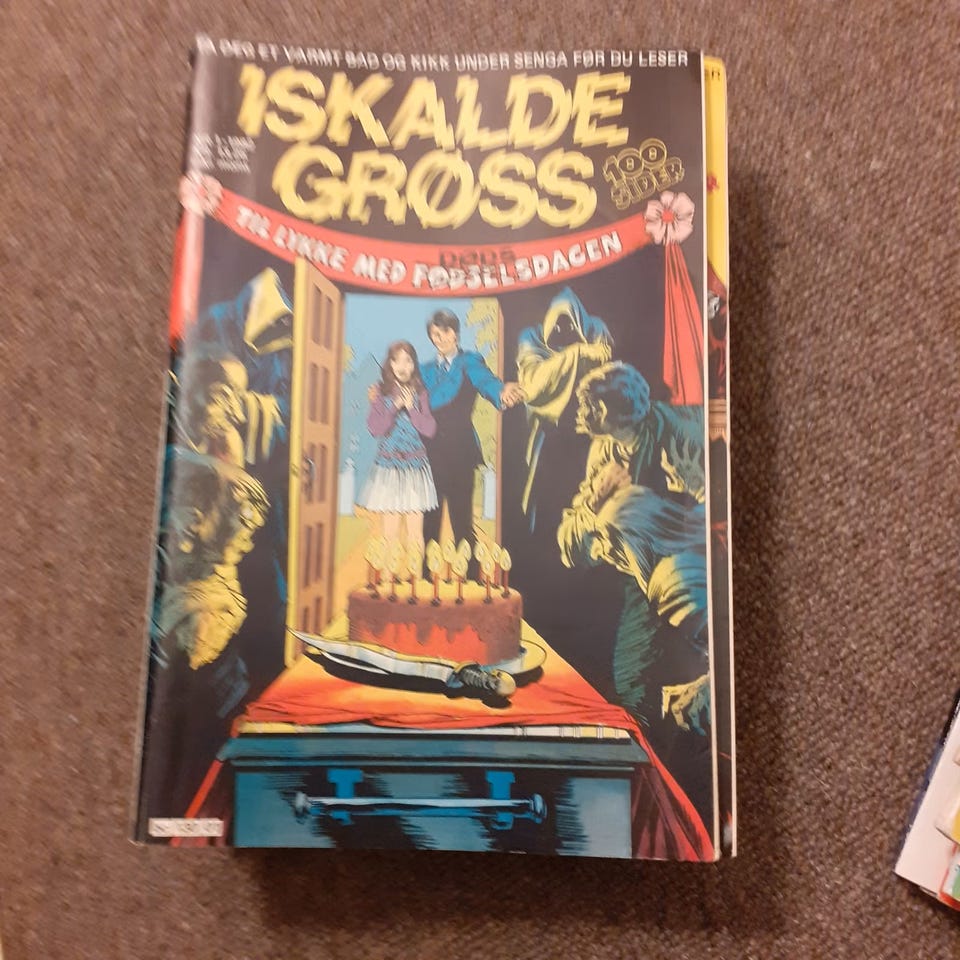 DEG ET VARMT BAD OG KIKK UNDER SENGA FØR DU LESER
ISKALDE
GRØSS
100
SIDER
DØDS
TIL LYKKE MED FØDSELSDAGEN